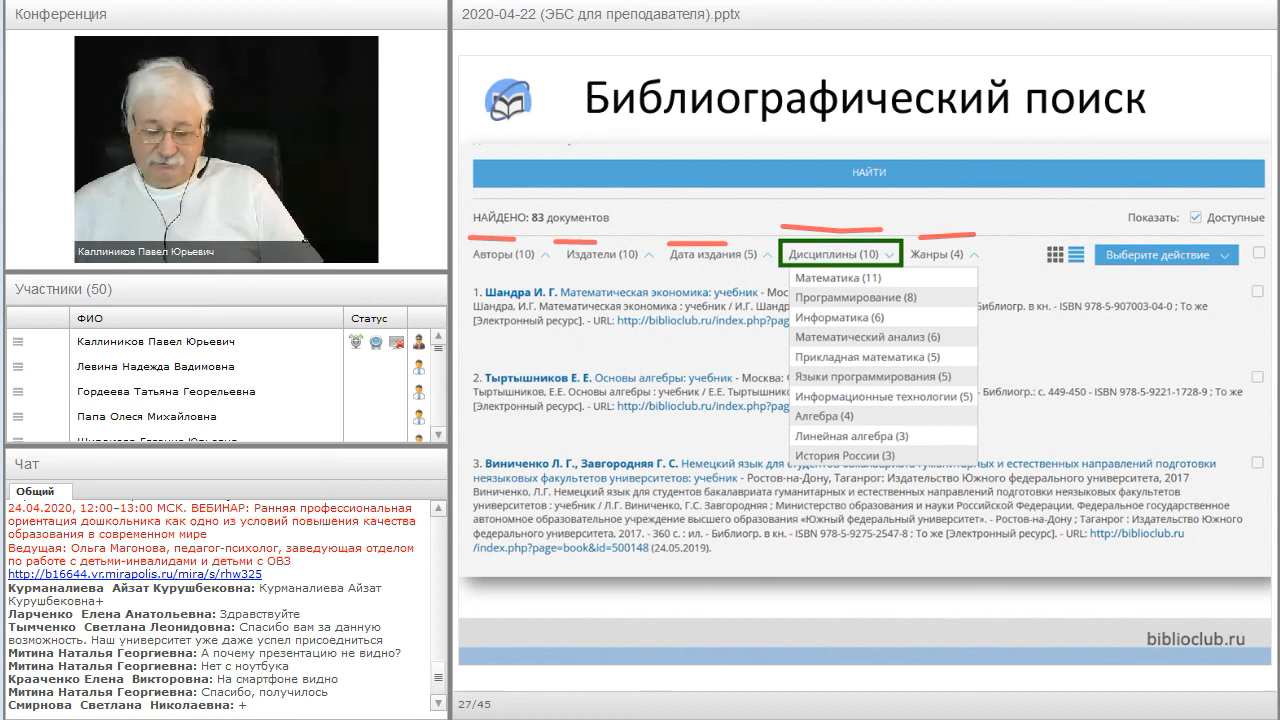 Конференция
Каллиников Павел Юрьевич
Участники (50)
ФИО
Статус
Каллиников Павел Юрьевич
Левина Надежда Вадимовна
Гордеева Татьяна Георельевна
Папа Олеся Михайловна
Чат
Общий
24.04.2020, 12:00–13:00 МСК. ВЕБИНАР: Ранняя профессиональная
ориентация дошкольника как одно из условий повышения качества
образования в современном мире
Ведущая: Ольга Магонова, педагог-психолог, заведующая отделом
по работе с детьми-инвалидами и детьми с ОВЗ
http://b16644.vr.mirapolis.ru/mira/s/rhw325
Курманалиева Айзат Курушбековна: Курманалиева Айзат
Курушбековна+
Ларченко Елена Анатольевна: Здравствуйте
Тымченко Светлана Леонидовна: Спасибо вам за данную
возможность. Наш университет уже даже успел присоедниться
Митина Наталья Георгиевна: А почему презентацию не видно?
Митина Наталья Георгиевна: Нет с ноутбука
Крааченко Елена Викторовна: На смартфоне видно
Митина Наталья Георгиевна: Спасибо, получилось
Смирнова Светлана Николаевна: +
2020-04-22 (ЭБС для преподавателя).pptx
Библиографический поиск
НАЙТИ
НАЙДЕНО: 83 документов
Показать: Доступные
Авторы (10) Издатели (10) Дата издания (5) Дисциплины (10) Жанры (4) Выберите действие
Математика (11)
Программирование (8)
Информатика (6)
Математический анализ (6)
Прикладная математика (5)
Языки программирования (5)
Информационные технологии (5)
Алгебра (4)
Линейная алгебра (3)
История России (3)
1. Шандра И. Г. Математическая экономика: учебник - Мос
Шандра, И.Г. Математическая экономика : учебник / И.Г. Шанд с. : ил. - Библиогр. в кн. - ISBN 978-5-907003-04-0 ; То же
[Электронный ресурс]. - URL: http://biblioclub.ru/index.php?pag
2. Тыртышников Е. Е. Основы алгебры: учебник - Москва:
Тыртышников, Е.Е. Основы алгебры : учебник / Е.Е. Тыртышник - Библиогр.: с. 449-450 - ISBN 978-5-9221-1728-9 ; То же
[Электронный ресурс]. - URL: http://biblioclub.ru/index.php?pag
3. Виниченко Л. Г., Завгородняя Г. С. Немецкий язык для студентов бакалавриата гуманитарных и естественных направлений подготовки
неязыковых факультетов университетов: учебник - Ростов-на-Дону, Таганрог: Издательство Южного федерального университета, 2017
Виниченко, Л.Г. Немецкий язык для студентов бакалавриата гуманитарных и естественных направлений подготовки неязыковых факультетов
университетов : учебник / Л.Г. Виниченко, Г.С. Завгородняя ; Министерство образования и науки Российской Федерации, Федеральное государственное
автономное образовательное учреждение высшего образования «Южный федеральный университет». - Ростов-на-Дону ; Таганрог : Издательство Южного
федерального университета, 2017. - 360 с. : ил. - Библиогр. в кн. - ISBN 978-5-9275-2547-8 ; То же [Электронный ресурс]. - URL: http://biblioclub.ru
/index.php?page=book&id=500148 (24.05.2019).
biblioclub.ru
27/45